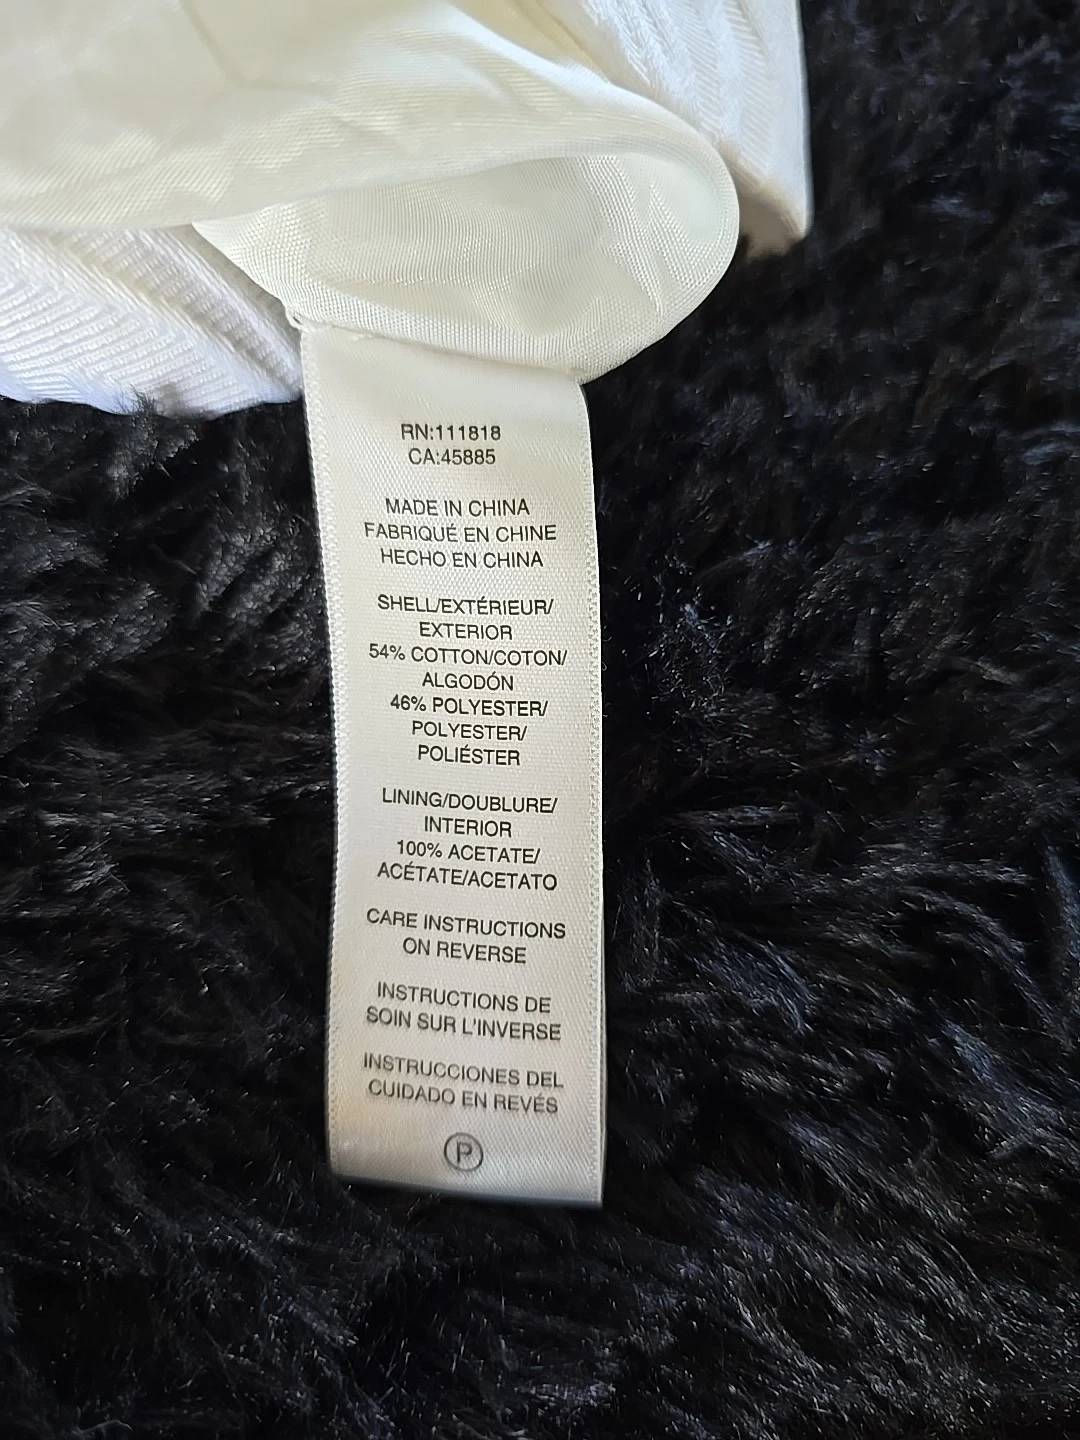 RN:111818
CA:45885
MADE IN CHINA
FABRIQUÉ EN CHINE
HECHO EN CHINA
SHELL/EXTÉRIEUR/
EXTERIOR
54% COTTON/COTON/
ALGODÓN
46% POLYESTER/
POLYESTER/
POLIÉSTER
LINING/DOUBLURE/
INTERIOR
100% ACETATE/
ACÉTATE/ACETATO
CARE INSTRUCTIONS
ON REVERSE
INSTRUCTIONS DE
SOIN SUR L'INVERSE
INSTRUCCIONES DEL
CUIDADO EN REVÉS
P